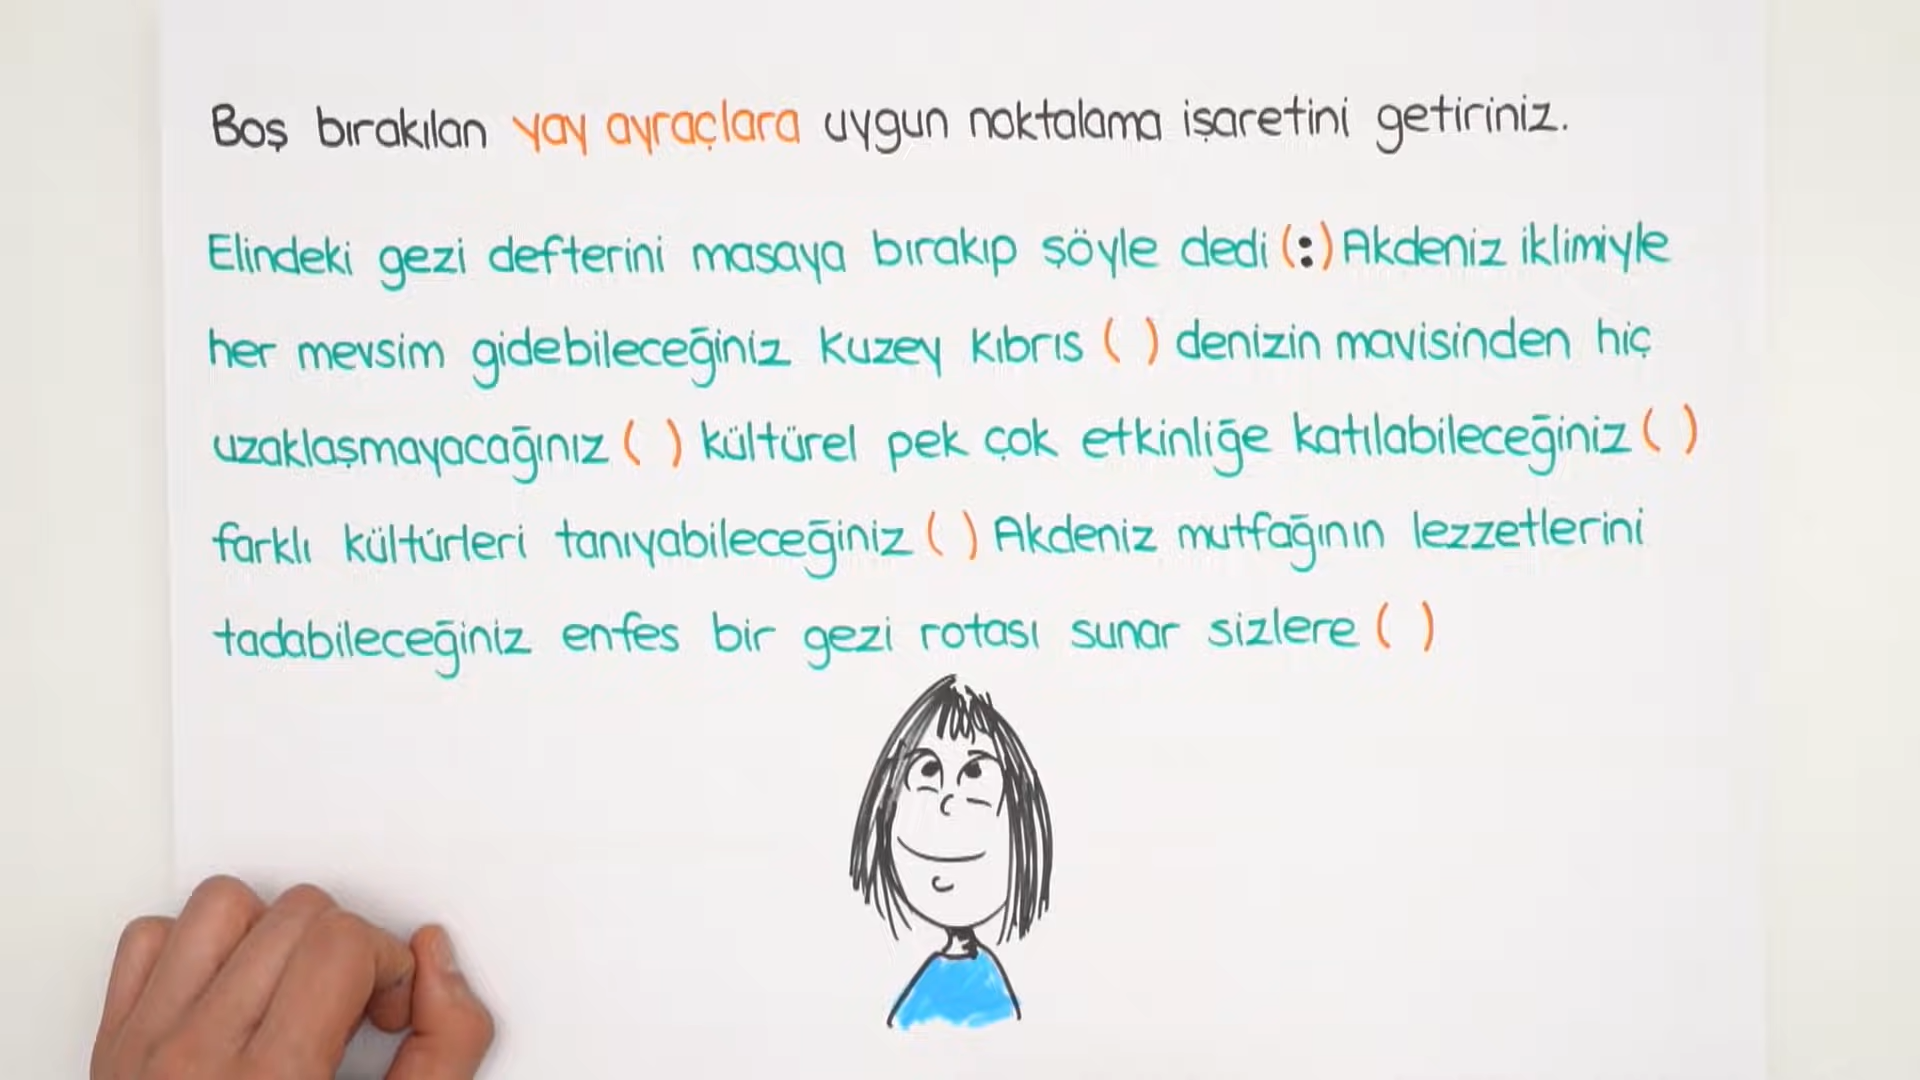 Boş bırakılan yay ayraçlara uygun noktalama işaretini getiriniz.
Elindeki gezi defterini masaya bırakıp şöyle dedi (:) Akdeniz iklimiyle
her mevsim gidebileceğiniz Kuzey Kıbrıs ( ) denizin mavisinden hiç
uzaklaşmayacağınız ( ) kültürel pek çok etkinliğe katılabileceğiniz ( )
farklı kültürleri tanıyabileceğiniz ( ) Akdeniz mutfağının lezzetlerini
tadabileceğiniz enfes bir gezi rotası sunar sizlere ( )